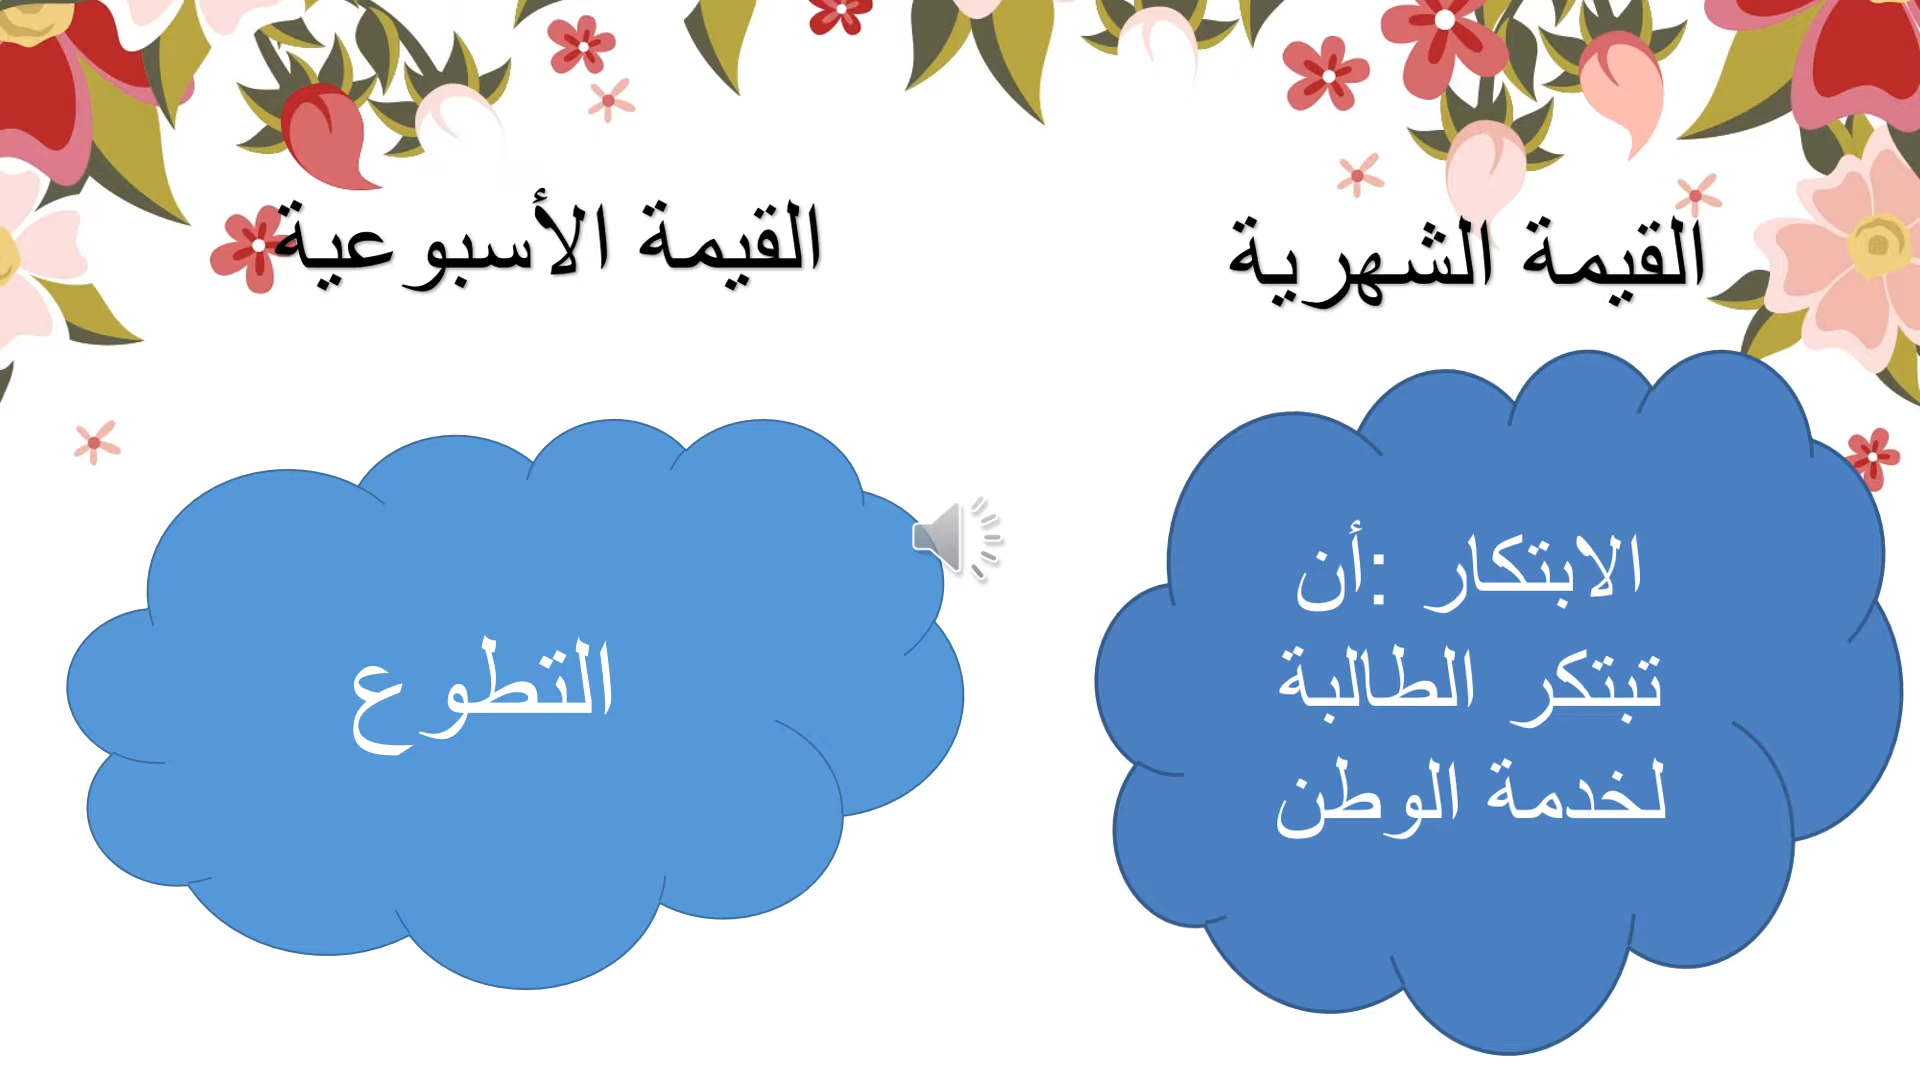 القيمة الشهرية
الابتكار :أن
تبتكر الطالبة
لخدمة الوطن
القيمة الأسبوعية
التطوع